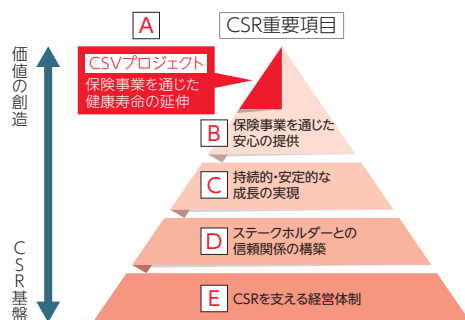 A
CSR重要項目
価値の創造
CSVプロジェクト
保険事業を通じた
健康寿命の延伸
B
保険事業を通じた
安心の提供
C
持続的・安定的な
成長の実現
D
ステークホルダーとの
信頼関係の構築
CSR基盤
E
CSRを支える経営体制